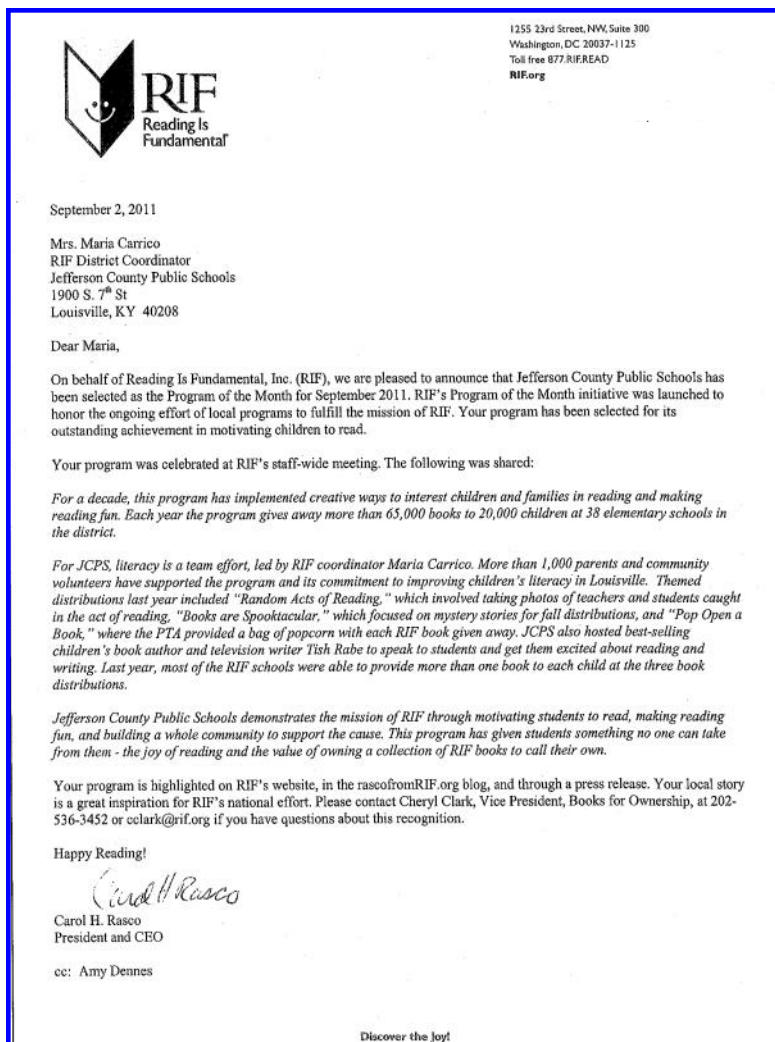 1255 23rd Street, NW, Suite 300
Washington, DC 20037-1125
Toll free 877.RIF.READ
RIF.org
RIF
Reading Is
Fundamental
September 2, 2011
Mrs. Maria Carrico
RIF District Coordinator
Jefferson County Public Schools
1900 S. 7th St
Louisville, KY 40208
Dear Maria,
On behalf of Reading Is Fundamental, Inc. (RIF), we are pleased to announce that Jefferson County Public Schools has
been selected as the Program of the Month for September 2011. RIF's Program of the Month initiative was launched to
honor the ongoing effort of local programs to fulfill the mission of RIF. Your program has been selected for its
outstanding achievement in motivating children to read.
Your program was celebrated at RIF's staff-wide meeting. The following was shared:
For a decade, this program has implemented creative ways to interest children and families in reading and making
reading fun. Each year the program gives away more than 65,000 books to 20,000 children at 38 elementary schools in
the district.
For JCPS, literacy is a team effort, led by RIF coordinator Maria Carrico. More than 1,000 parents and community
volunteers have supported the program and its commitment to improving children's literacy in Louisville. Themed
distributions last year included "Random Acts of Reading," which involved taking photos of teachers and students caught
in the act of reading, "Books are Spooktacular," which focused on mystery stories for fall distributions, and "Pop Open a
Book," where the PTA provided a bag of popcorn with each RIF book given away. JCPS also hosted best-selling
children's book author and television writer Tish Rabe to speak to students and get them excited about reading and
writing. Last year, most of the RIF schools were able to provide more than one book to each child at the three book
distributions.
Jefferson County Public Schools demonstrates the mission of RIF through motivating students to read, making reading
fun, and building a whole community to support the cause. This program has given students something no one can take
from them - the joy of reading and the value of owning a collection of RIF books to call their own.
Your program is highlighted on RIF's website, in the rascofromRIF.org blog, and through a press release. Your local story
is a great inspiration for RIF's national effort. Please contact Cheryl Clark, Vice President, Books for Ownership, at 202-
536-3452 or cclark@rif.org if you have questions about this recognition.
Happy Reading!
Carol H Rasco
Carol H. Rasco
President and CEO
cc: Amy Dennes
Discover the Joy!